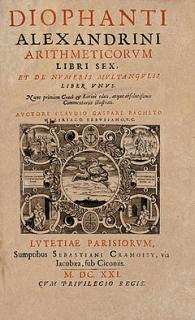 DIOPHANTI
ALEXANDRINI
ARITHMETICORVM
LIBRI SEX.
ET DE NVMERIS MVLTANGVLIS
LIBER VNVS.
Nunc primùm Græcè & Latinè editi, atque absolutissimis
Commentariis illustrati.
AVCTORE CLAVDIO GASPARE BACHETO
MEZIRIACO SEBVSIANO, V.C.
LVTETIAE PARISIORVM,
Sumptibus SEBASTIANI CRAMOISY, via
Iacobæa, sub Ciconiis.
M. DC. XXI.
CVM PRIVILEGIO REGIS.